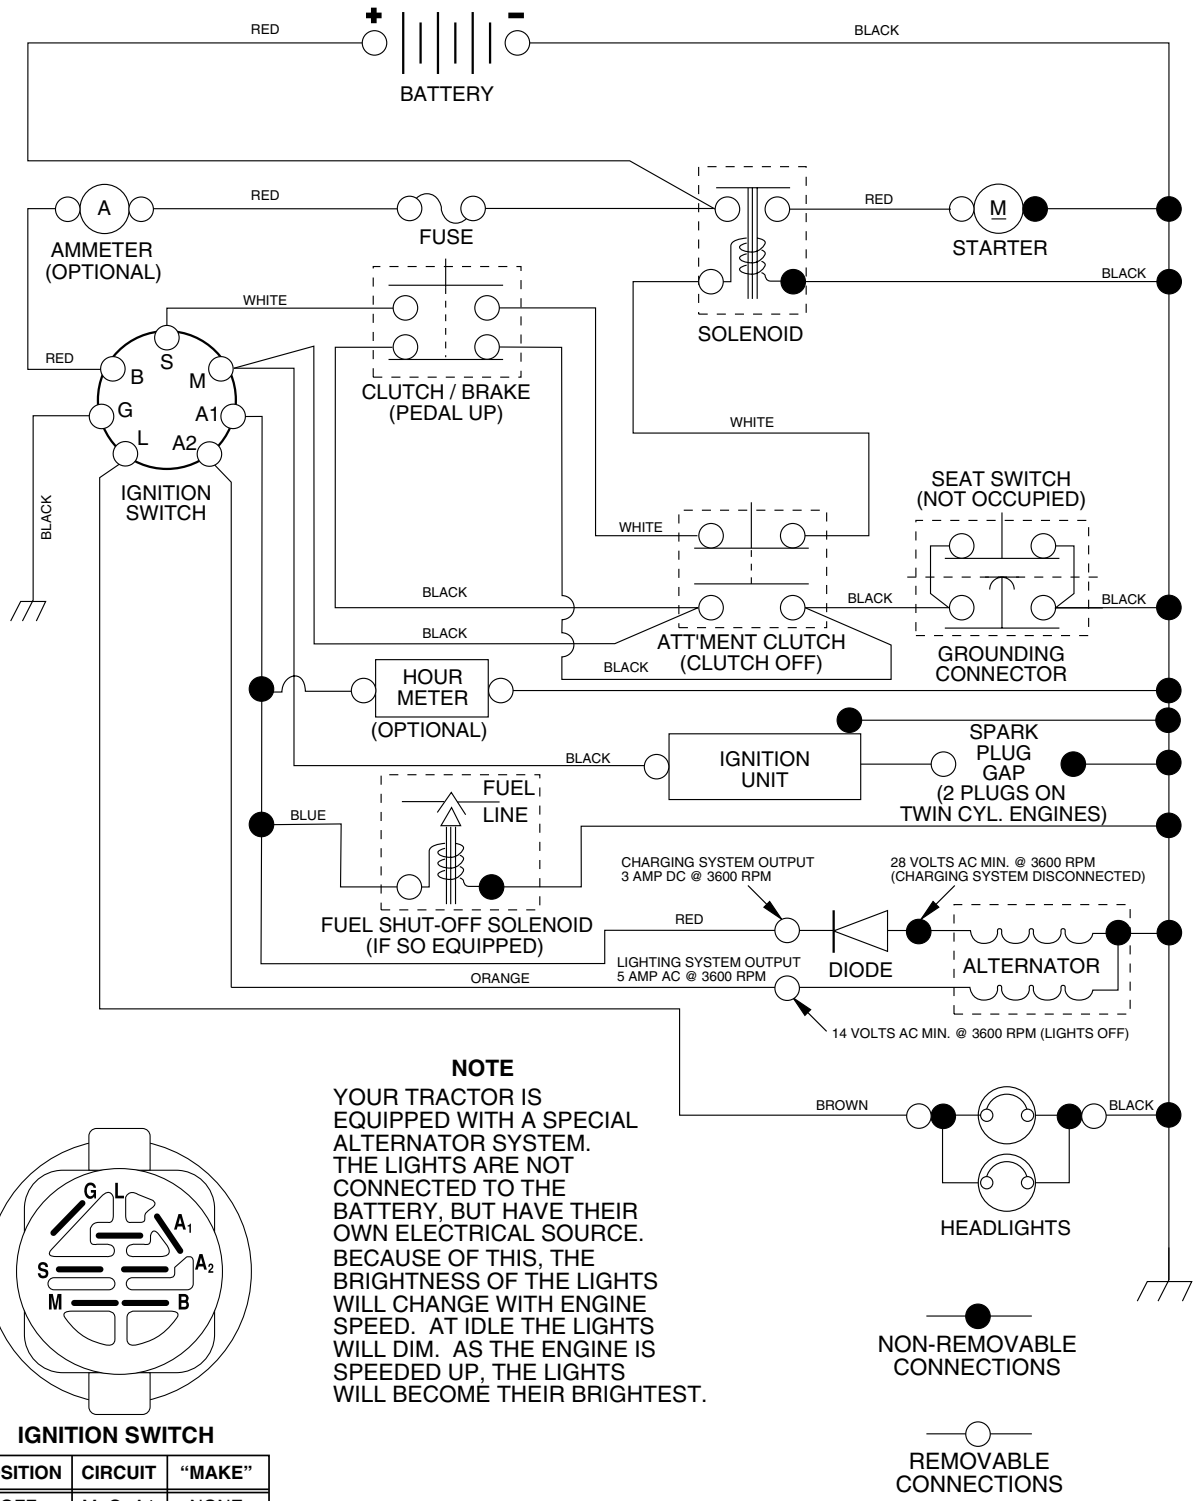 + −
RED
BLACK
BATTERY
RED
A
AMMETER
(OPTIONAL)
FUSE
RED
M
STARTER
BLACK
SOLENOID
WHITE
RED
S
B
M
G
A1
L
A2
IGNITION
SWITCH
BLACK
CLUTCH / BRAKE
(PEDAL UP)
WHITE
SEAT SWITCH
(NOT OCCUPIED)
WHITE
BLACK
BLACK
BLACK
BLACK
BLACK
ATT'MENT CLUTCH
(CLUTCH OFF)
GROUNDING
CONNECTOR
HOUR
METER
(OPTIONAL)
BLACK
IGNITION
UNIT
SPARK
PLUG
GAP
(2 PLUGS ON
TWIN CYL. ENGINES)
FUEL
LINE
BLUE
FUEL SHUT-OFF SOLENOID
(IF SO EQUIPPED)
CHARGING SYSTEM OUTPUT
3 AMP DC @ 3600 RPM
28 VOLTS AC MIN. @ 3600 RPM
(CHARGING SYSTEM DISCONNECTED)
RED
DIODE
ALTERNATOR
LIGHTING SYSTEM OUTPUT
5 AMP AC @ 3600 RPM
ORANGE
14 VOLTS AC MIN. @ 3600 RPM (LIGHTS OFF)
NOTE
YOUR TRACTOR IS
EQUIPPED WITH A SPECIAL
ALTERNATOR SYSTEM.
THE LIGHTS ARE NOT
CONNECTED TO THE
BATTERY, BUT HAVE THEIR
OWN ELECTRICAL SOURCE.
BECAUSE OF THIS, THE
BRIGHTNESS OF THE LIGHTS
WILL CHANGE WITH ENGINE
SPEED. AT IDLE THE LIGHTS
WILL DIM. AS THE ENGINE IS
SPEEDED UP, THE LIGHTS
WILL BECOME THEIR BRIGHTEST.
BROWN
BLACK
HEADLIGHTS
G L
A1
S
A2
M
B
IGNITION SWITCH
SITION CIRCUIT “MAKE”
NON-REMOVABLE
CONNECTIONS
REMOVABLE
CONNECTIONS